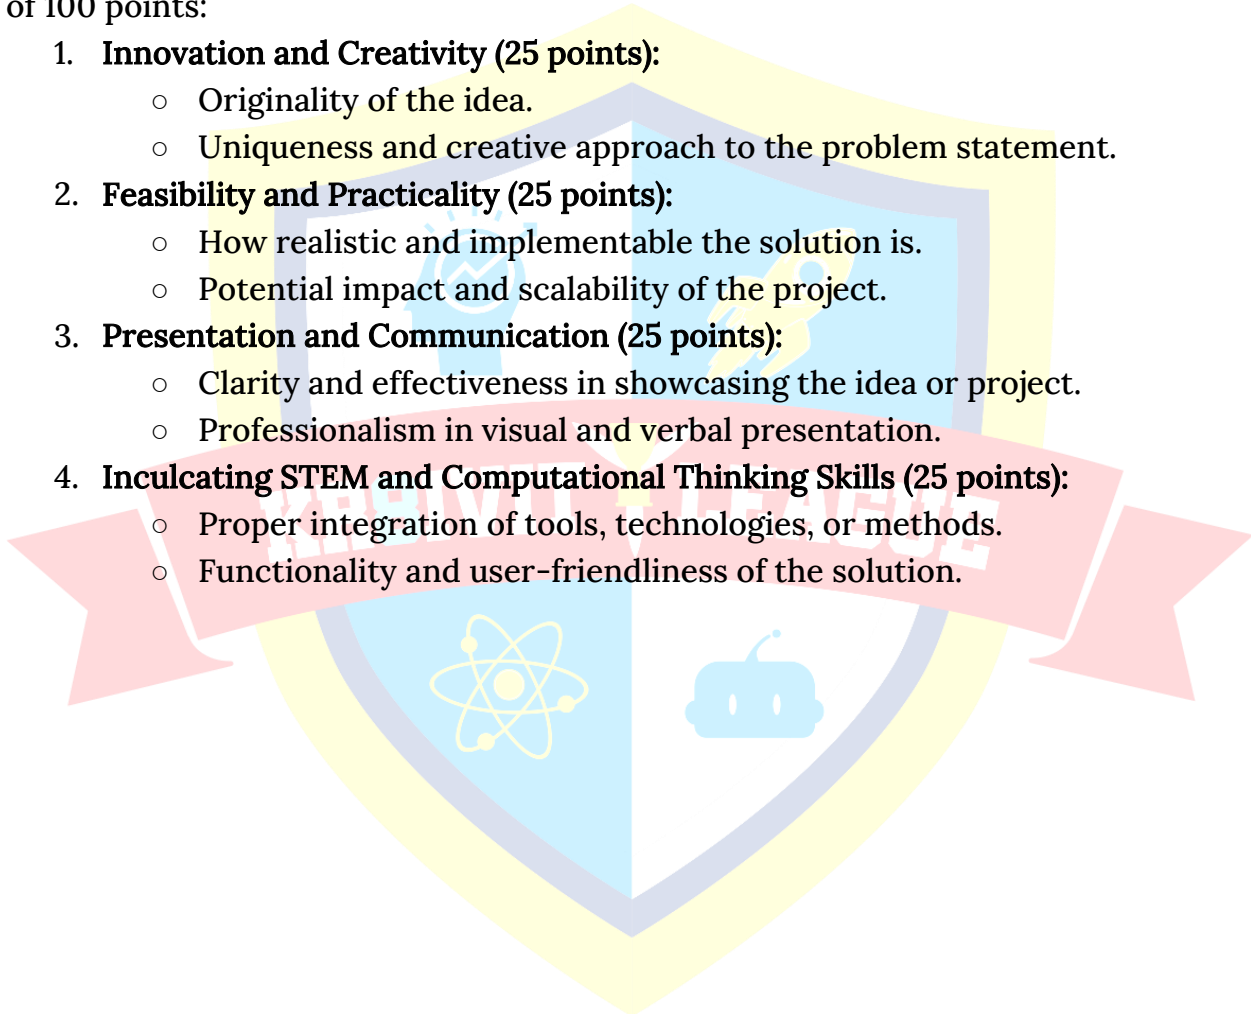 of 100 points:
1. Innovation and Creativity (25 points):
○ Originality of the idea.
○ Uniqueness and creative approach to the problem statement.
2. Feasibility and Practicality (25 points):
○ How realistic and implementable the solution is.
○ Potential impact and scalability of the project.
3. Presentation and Communication (25 points):
○ Clarity and effectiveness in showcasing the idea or project.
○ Professionalism in visual and verbal presentation.
4. Inculcating STEM and Computational Thinking Skills (25 points):
○ Proper integration of tools, technologies, or methods.
○ Functionality and user-friendliness of the solution.
LEAGUE